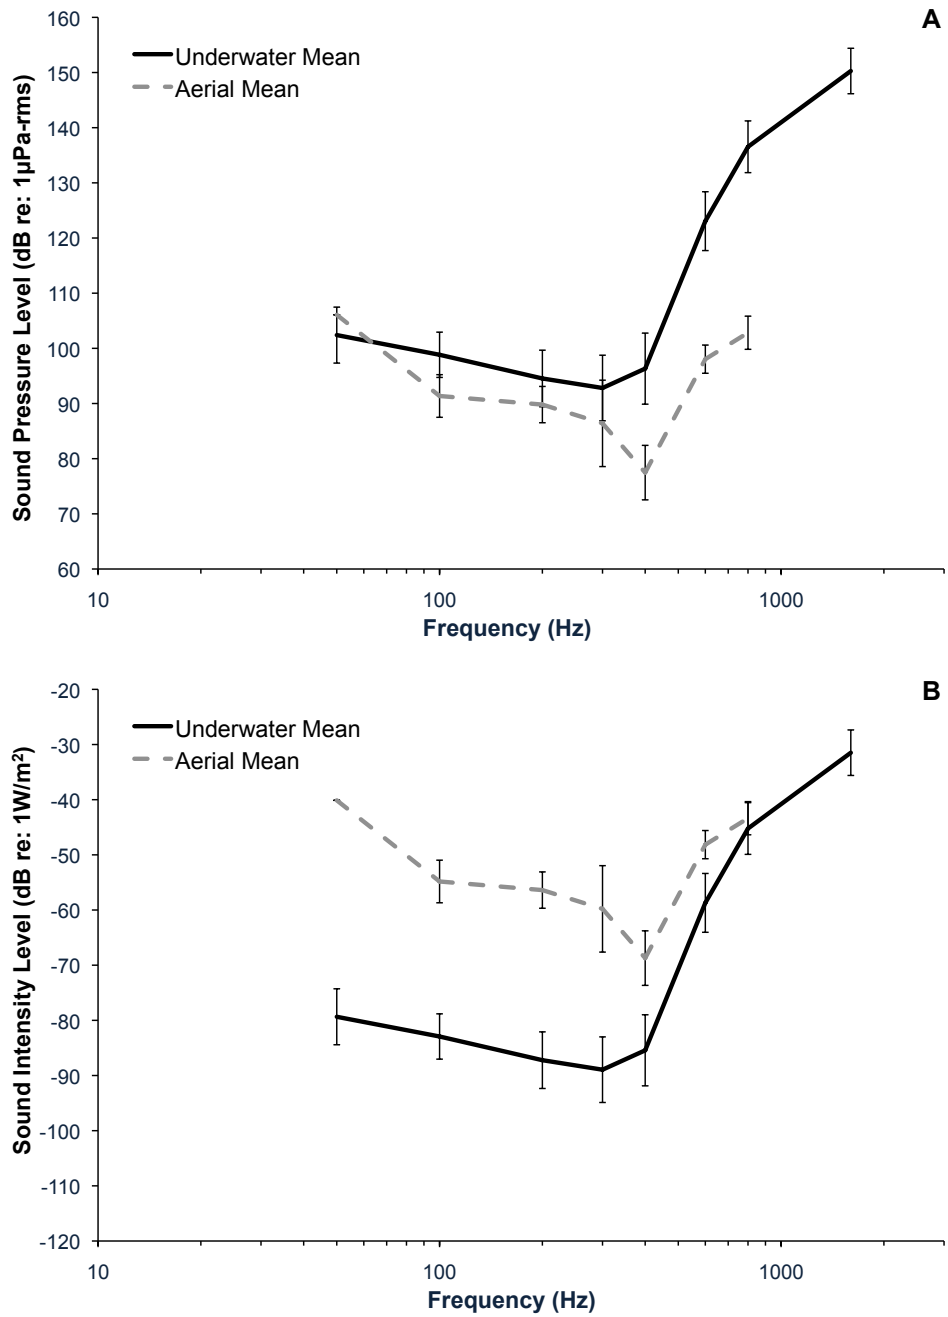 A
160
150
140
130
120
110
100
90
80
70
60
Sound Pressure Level (dB re: 1µPa-rms)
Underwater Mean
Aerial Mean
10 100 1000
Frequency (Hz)
B
-20
-30
-40
-50
-60
-70
-80
-90
-100
-110
-120
Sound Intensity Level (dB re: 1W/m²)
Underwater Mean
Aerial Mean
10 100 1000
Frequency (Hz)